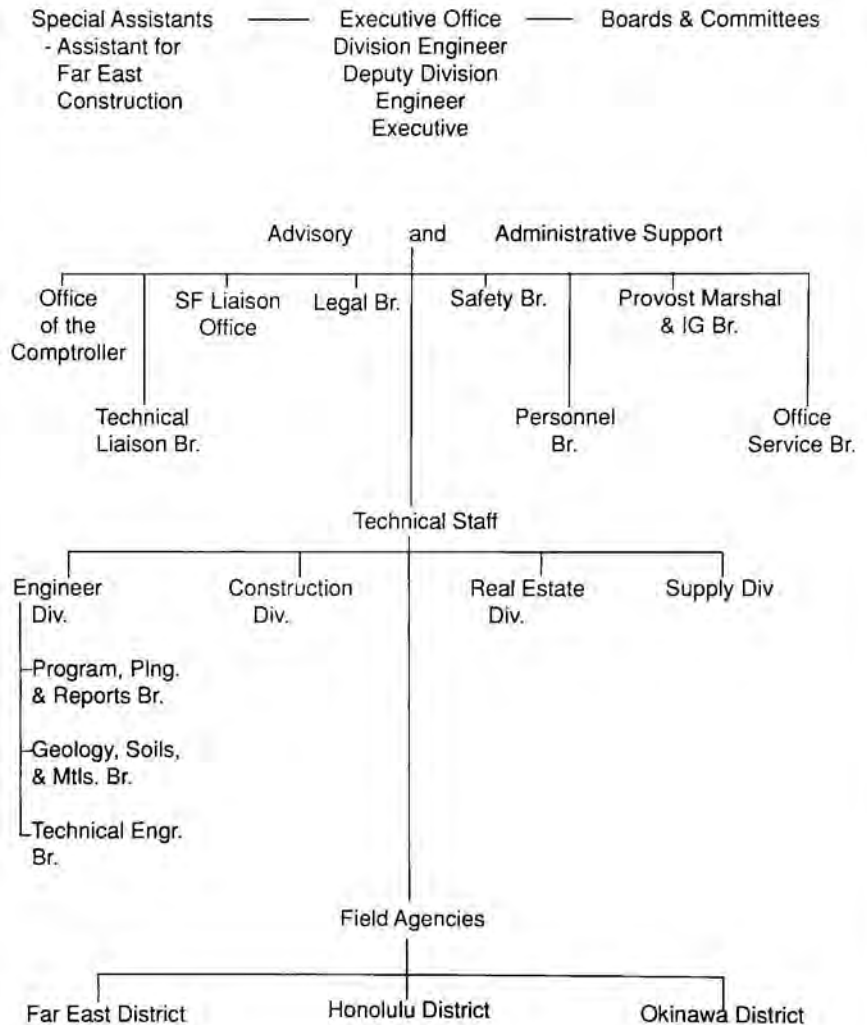 Special Assistants
- Assistant for
Far East
Construction
Executive Office
Division Engineer
Deputy Division
Engineer
Executive
Boards & Committees
Advisory and Administrative Support
Office
of the
Comptroller
SF Liaison
Office
Legal Br.
Safety Br.
Provost Marshal
& IG Br.
Technical
Liaison Br.
Personnel
Br.
Office
Service Br.
Technical Staff
Engineer
Div.
Construction
Div.
Real Estate
Div.
Supply Div
Program, Plng.
& Reports Br.
Geology, Soils,
& Mtls. Br.
Technical Engr.
Br.
Field Agencies
Far East District
Honolulu District
Okinawa District